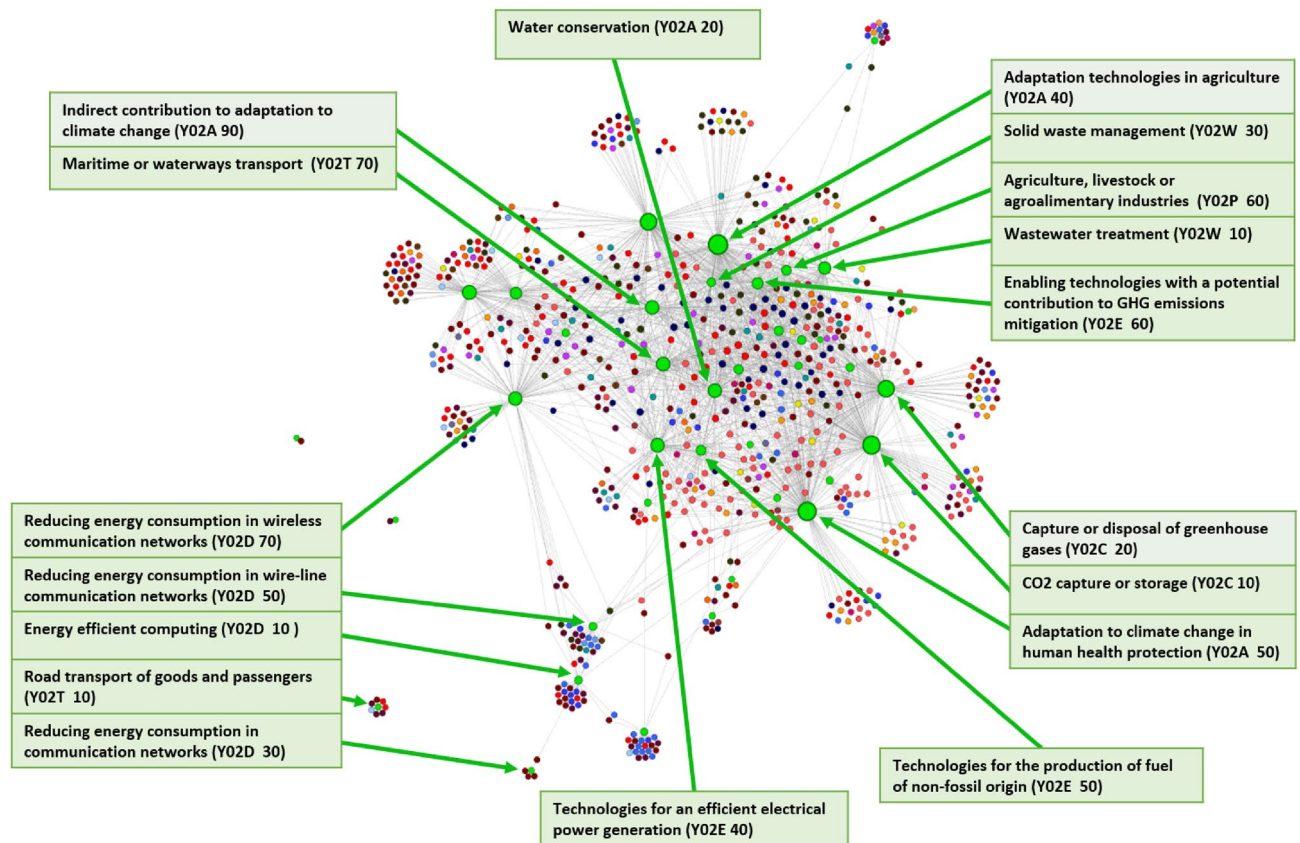 Water conservation (Y02A 20)
Indirect contribution to adaptation to
climate change (Y02A 90)
Maritime or waterways transport (Y02T 70)
Adaptation technologies in agriculture
(Y02A 40)
Solid waste management (Y02W 30)
Agriculture, livestock or
agroalimentary industries (Y02P 60)
Wastewater treatment (Y02W 10)
Enabling technologies with a potential
contribution to GHG emissions
mitigation (Y02E 60)
Reducing energy consumption in wireless
communication networks (Y02D 70)
Reducing energy consumption in wire-line
communication networks (Y02D 50)
Energy efficient computing (Y02D 10 )
Road transport of goods and passengers
(Y02T 10)
Reducing energy consumption in
communication networks (Y02D 30)
Capture or disposal of greenhouse
gases (Y02C 20)
CO2 capture or storage (Y02C 10)
Adaptation to climate change in
human health protection (Y02A 50)
Technologies for the production of fuel
of non-fossil origin (Y02E 50)
Technologies for an efficient electrical
power generation (Y02E 40)